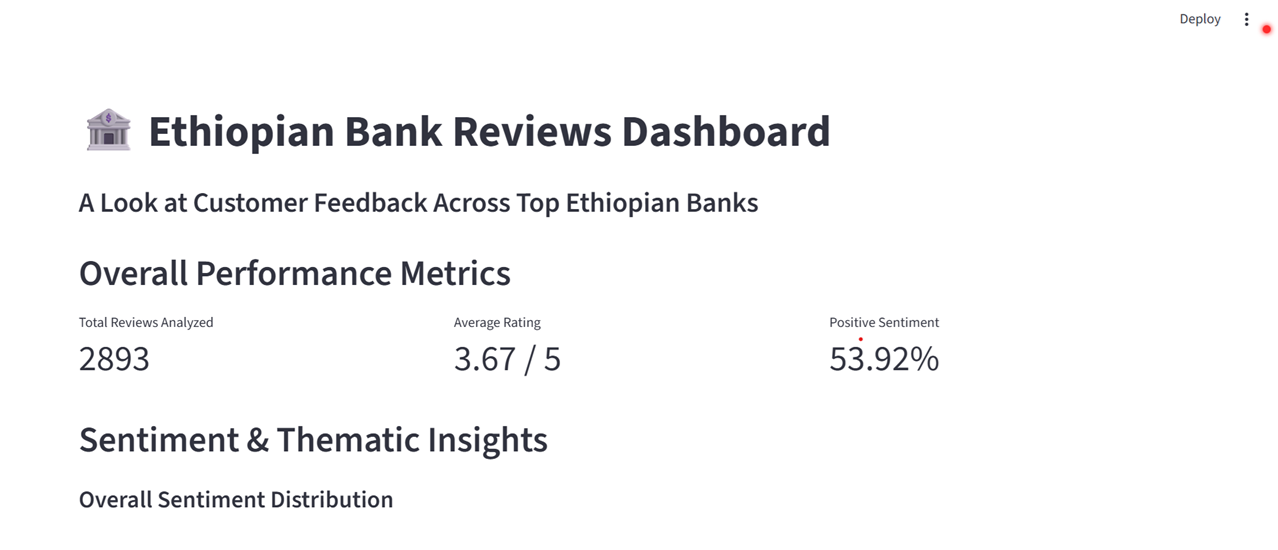 Deploy
Ethiopian Bank Reviews Dashboard
A Look at Customer Feedback Across Top Ethiopian Banks
Overall Performance Metrics
Total Reviews Analyzed
2893
Average Rating
3.67 / 5
Positive Sentiment
53.92%
Sentiment & Thematic Insights
Overall Sentiment Distribution